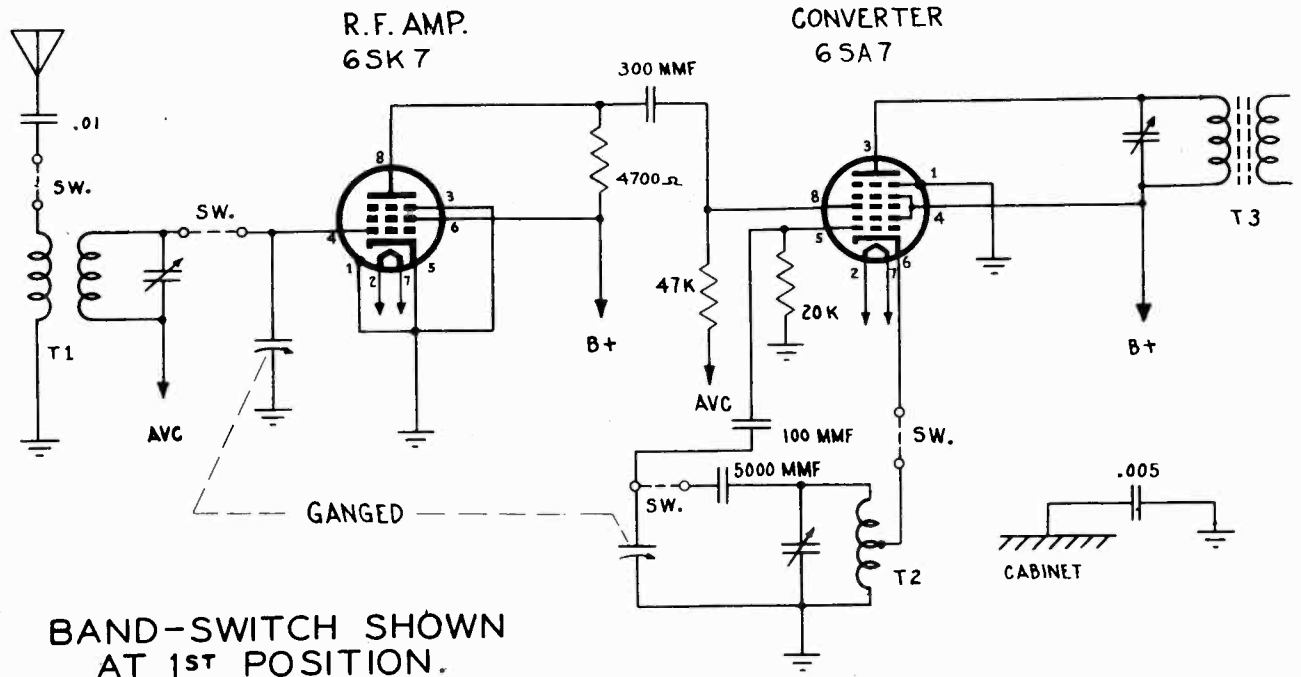 R.F. AMP.
6SK7
CONVERTER
6SA7
300 MMF
.01
SW.
SW.
8
3
6
4
1
2
7
5
4700Ω
3
1
8
4
5
2
7
6
T3
T1
AVC
47K
20K
B+
B+
AVC
100 MMF
SW.
5000 MMF
SW.
GANGED
.005
T2
CABINET
BAND-SWITCH SHOWN
AT 1ST POSITION.